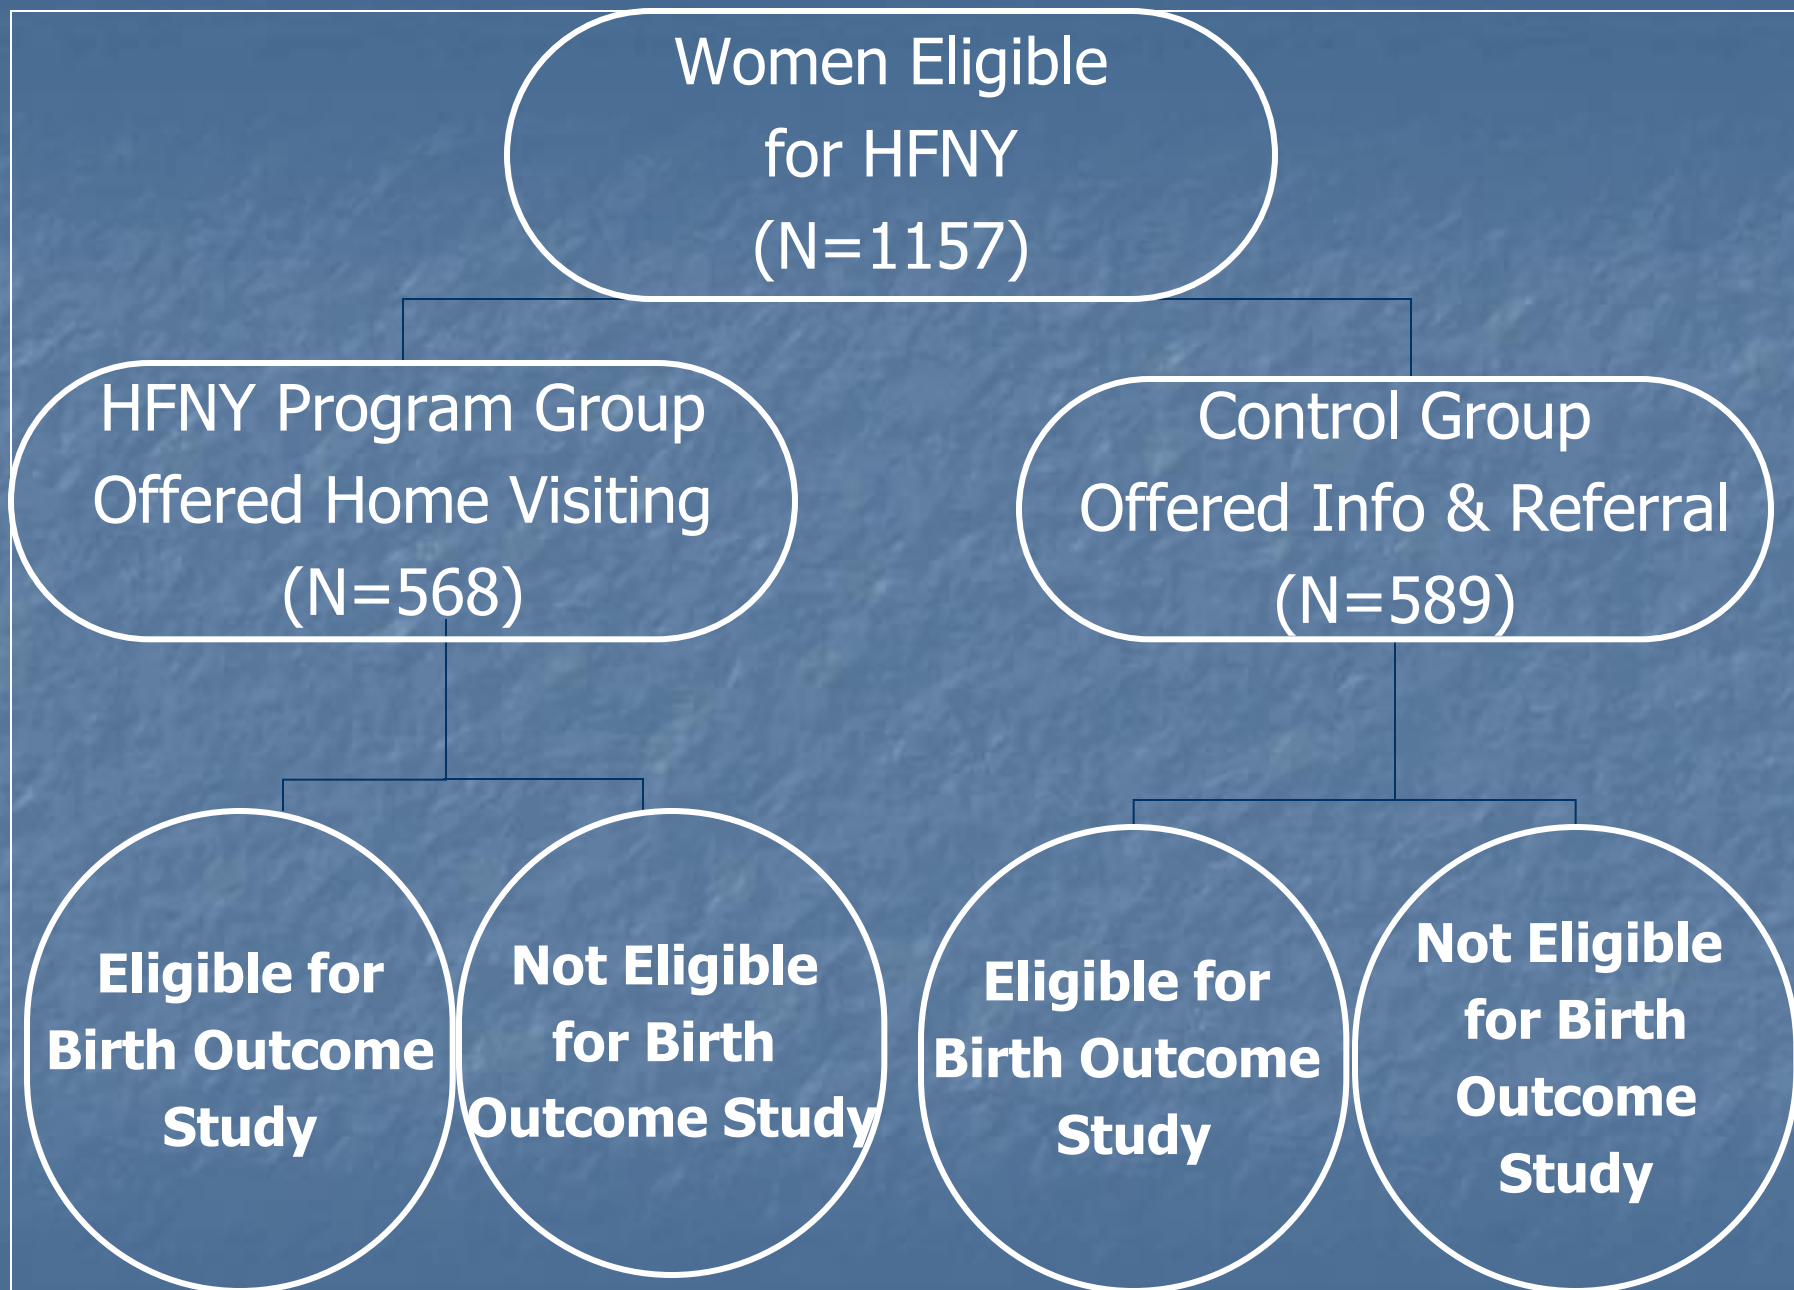 Women Eligible
for HFNY
(N=1157)
HFNY Program Group
Offered Home Visiting
(N=568)
Control Group
Offered Info & Referral
(N=589)
Eligible for
Birth Outcome
Study
Not Eligible
for Birth
Outcome Study
Eligible for
Birth Outcome
Study
Not Eligible
for Birth
Outcome
Study